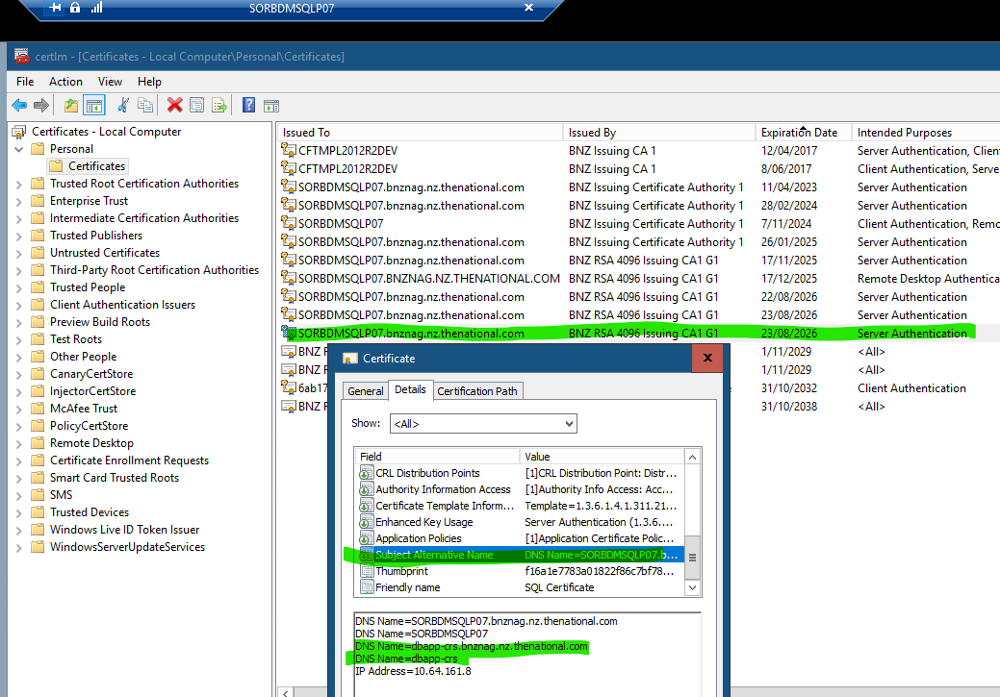 SORBDMSQLP07
certlm - [Certificates - Local Computer\Personal\Certificates]
File Action View Help
Certificates - Local Computer
Personal
Certificates
Trusted Root Certification Authorities
Enterprise Trust
Intermediate Certification Authorities
Trusted Publishers
Untrusted Certificates
Third-Party Root Certification Authorities
Trusted People
Client Authentication Issuers
Preview Build Roots
Test Roots
Other People
CanaryCertStore
InjectorCertStore
McAfee Trust
PolicyCertStore
Remote Desktop
Certificate Enrollment Requests
Smart Card Trusted Roots
SMS
Trusted Devices
Windows Live ID Token Issuer
WindowsServerUpdateServices
Issued To Issued By Expiration Date Intended Purposes
CFTMPL2012R2DEV BNZ Issuing CA 1 12/04/2017 Server Authentication, Clien
CFTMPL2012R2DEV BNZ Issuing CA 1 8/06/2017 Client Authentication, Serve
SORBDMSQLP07.bnznag.nz.thenational.com BNZ Issuing Certificate Authority 1 11/04/2023 Server Authentication
SORBDMSQLP07.bnznag.nz.thenational.com BNZ Issuing Certificate Authority 1 28/02/2024 Server Authentication
SORBDMSQLP07 BNZ Issuing Certificate Authority 1 7/11/2024 Client Authentication, Remo
SORBDMSQLP07.bnznag.nz.thenational.com BNZ Issuing Certificate Authority 1 26/01/2025 Server Authentication
SORBDMSQLP07.bnznag.nz.thenational.com BNZ RSA 4096 Issuing CA1 G1 17/11/2025 Server Authentication
SORBDMSQLP07.BNZNAG.NZ.THENATIONAL.COM BNZ RSA 4096 Issuing CA1 G1 17/12/2025 Remote Desktop Authentica
SORBDMSQLP07.bnznag.nz.thenational.com BNZ RSA 4096 Issuing CA1 G1 22/08/2026 Server Authentication
SORBDMSQLP07.bnznag.nz.thenational.com BNZ RSA 4096 Issuing CA1 G1 23/08/2026 Server Authentication
SORBDMSQLP07.bnznag.nz.thenational.com BNZ RSA 4096 Issuing CA1 G1 23/08/2026 Server Authentication
BNZ 1/11/2029 <All>
BNZ 1/11/2029 <All>
6ab17 31/10/2032 Client Authentication
BNZ 31/10/2038 <All>
Certificate
General Details Certification Path
Show: <All>
Field Value
CRL Distribution Points [1]CRL Distribution Point: Distr...
Authority Information Access [1]Authority Info Access: Acc...
Certificate Template Inform... Template=1.3.6.1.4.1.311.21...
Enhanced Key Usage Server Authentication (1.3.6....
Application Policies [1]Application Certificate Polic...
Subject Alternative Name DNS Name=SORBDMSQLP07.b...
Thumbprint f16a1e7783a01822f86c7bf78...
Friendly name SQL Certificate
DNS Name=SORBDMSQLP07.bnznag.nz.thenational.com
DNS Name=SORBDMSQLP07
DNS Name=dbapp-crs.bnznag.nz.thenational.com
DNS Name=dbapp-crs
IP Address=10.64.161.8